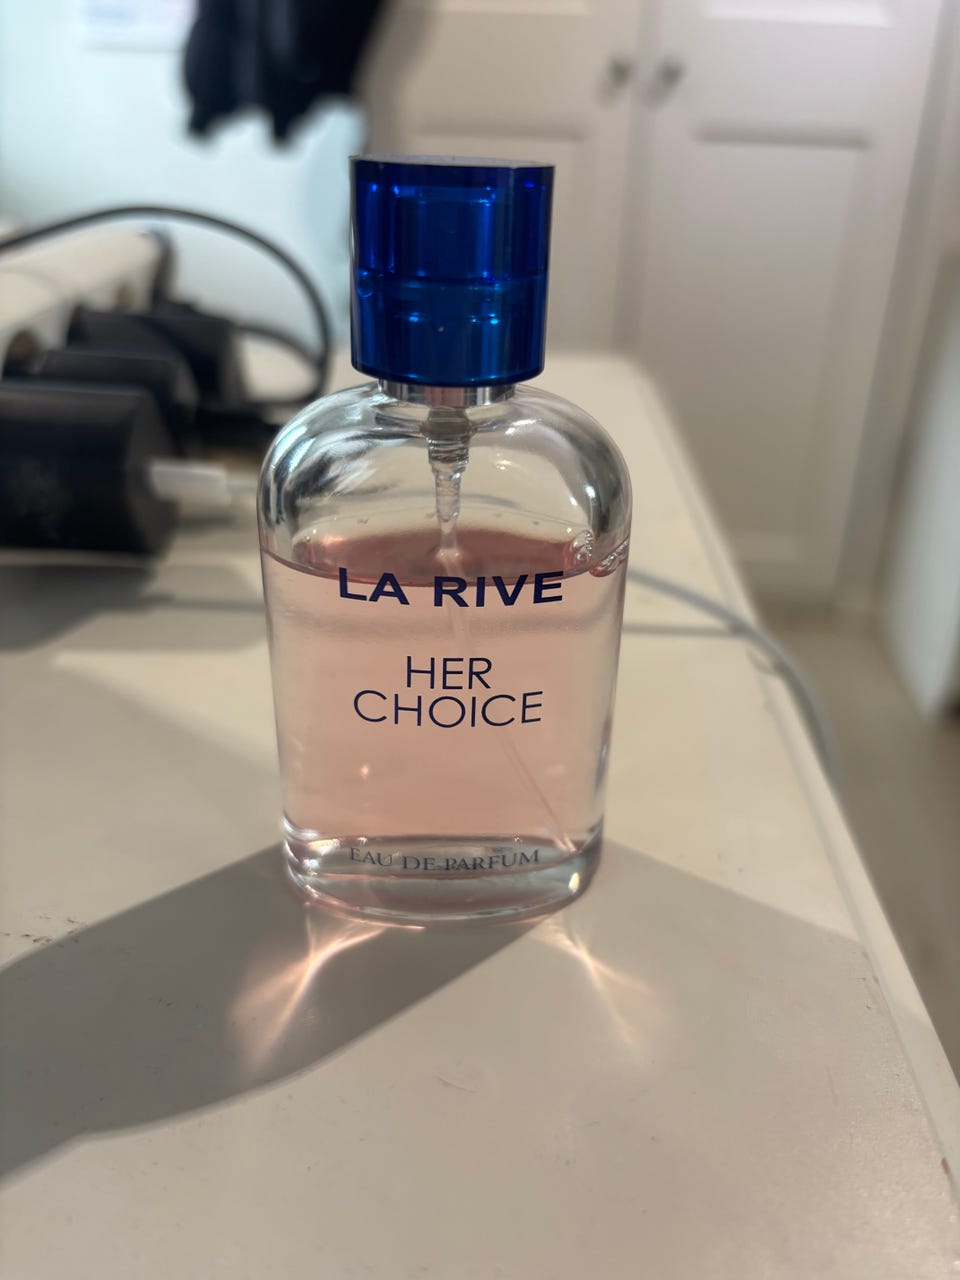 LA RIVE
HER
CHOICE
EAU DE PARFUM